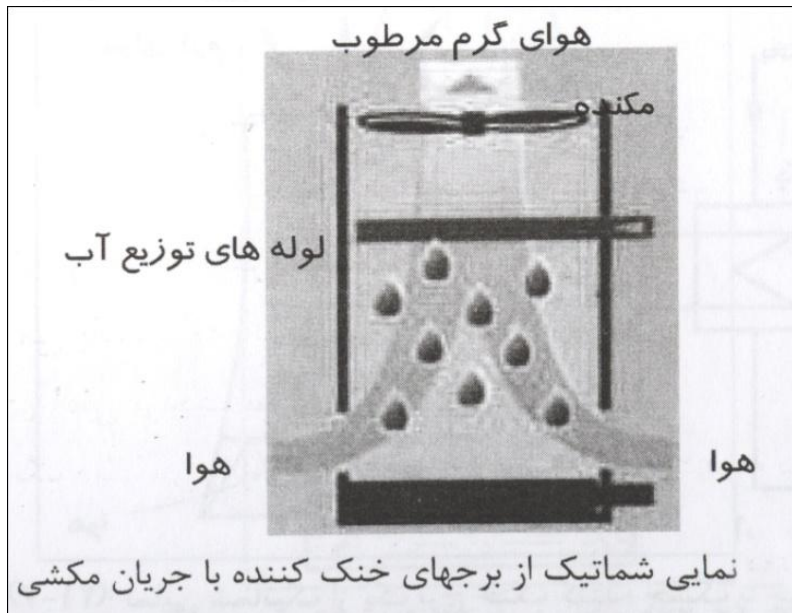 هوای گرم مرطوب
مکنده
لوله های توزیع آب
هوا
هوا
نمایی شماتیک از برجهای خنک کننده با جریان مکشی